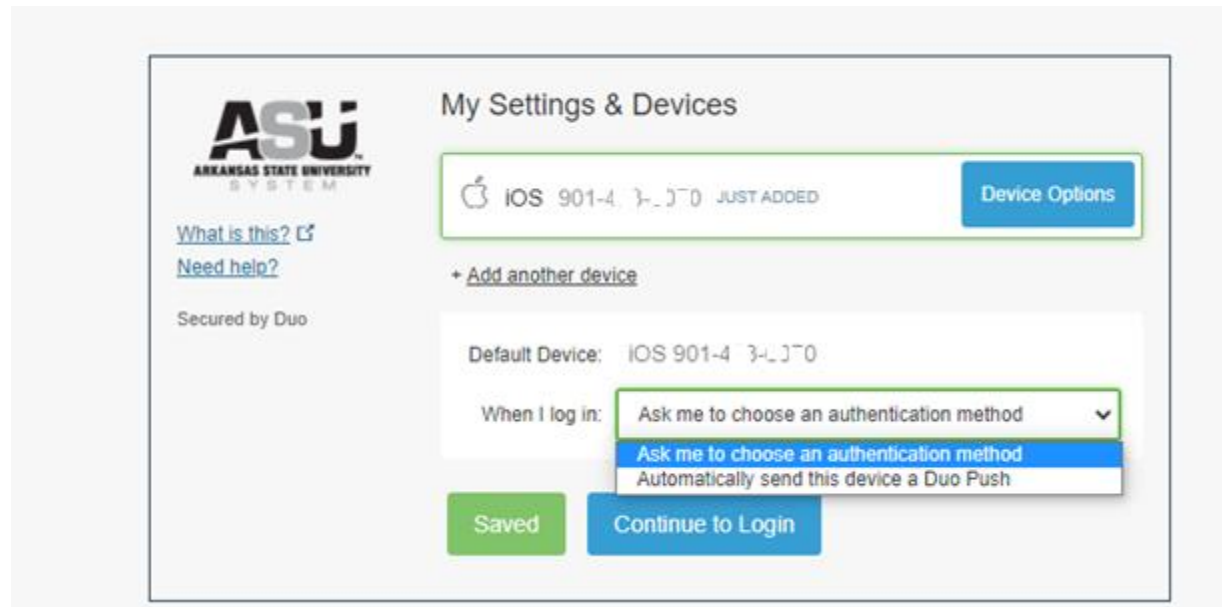 ASU
ARKANSAS STATE UNIVERSITY
SYSTEM
What is this?
Need help?
Secured by Duo
My Settings & Devices
iOS JUST ADDED
Device Options
+ Add another device
Default Device: iOS
When I log in: Ask me to choose an authentication method
Ask me to choose an authentication method
Automatically send this device a Duo Push
Saved
Continue to Login